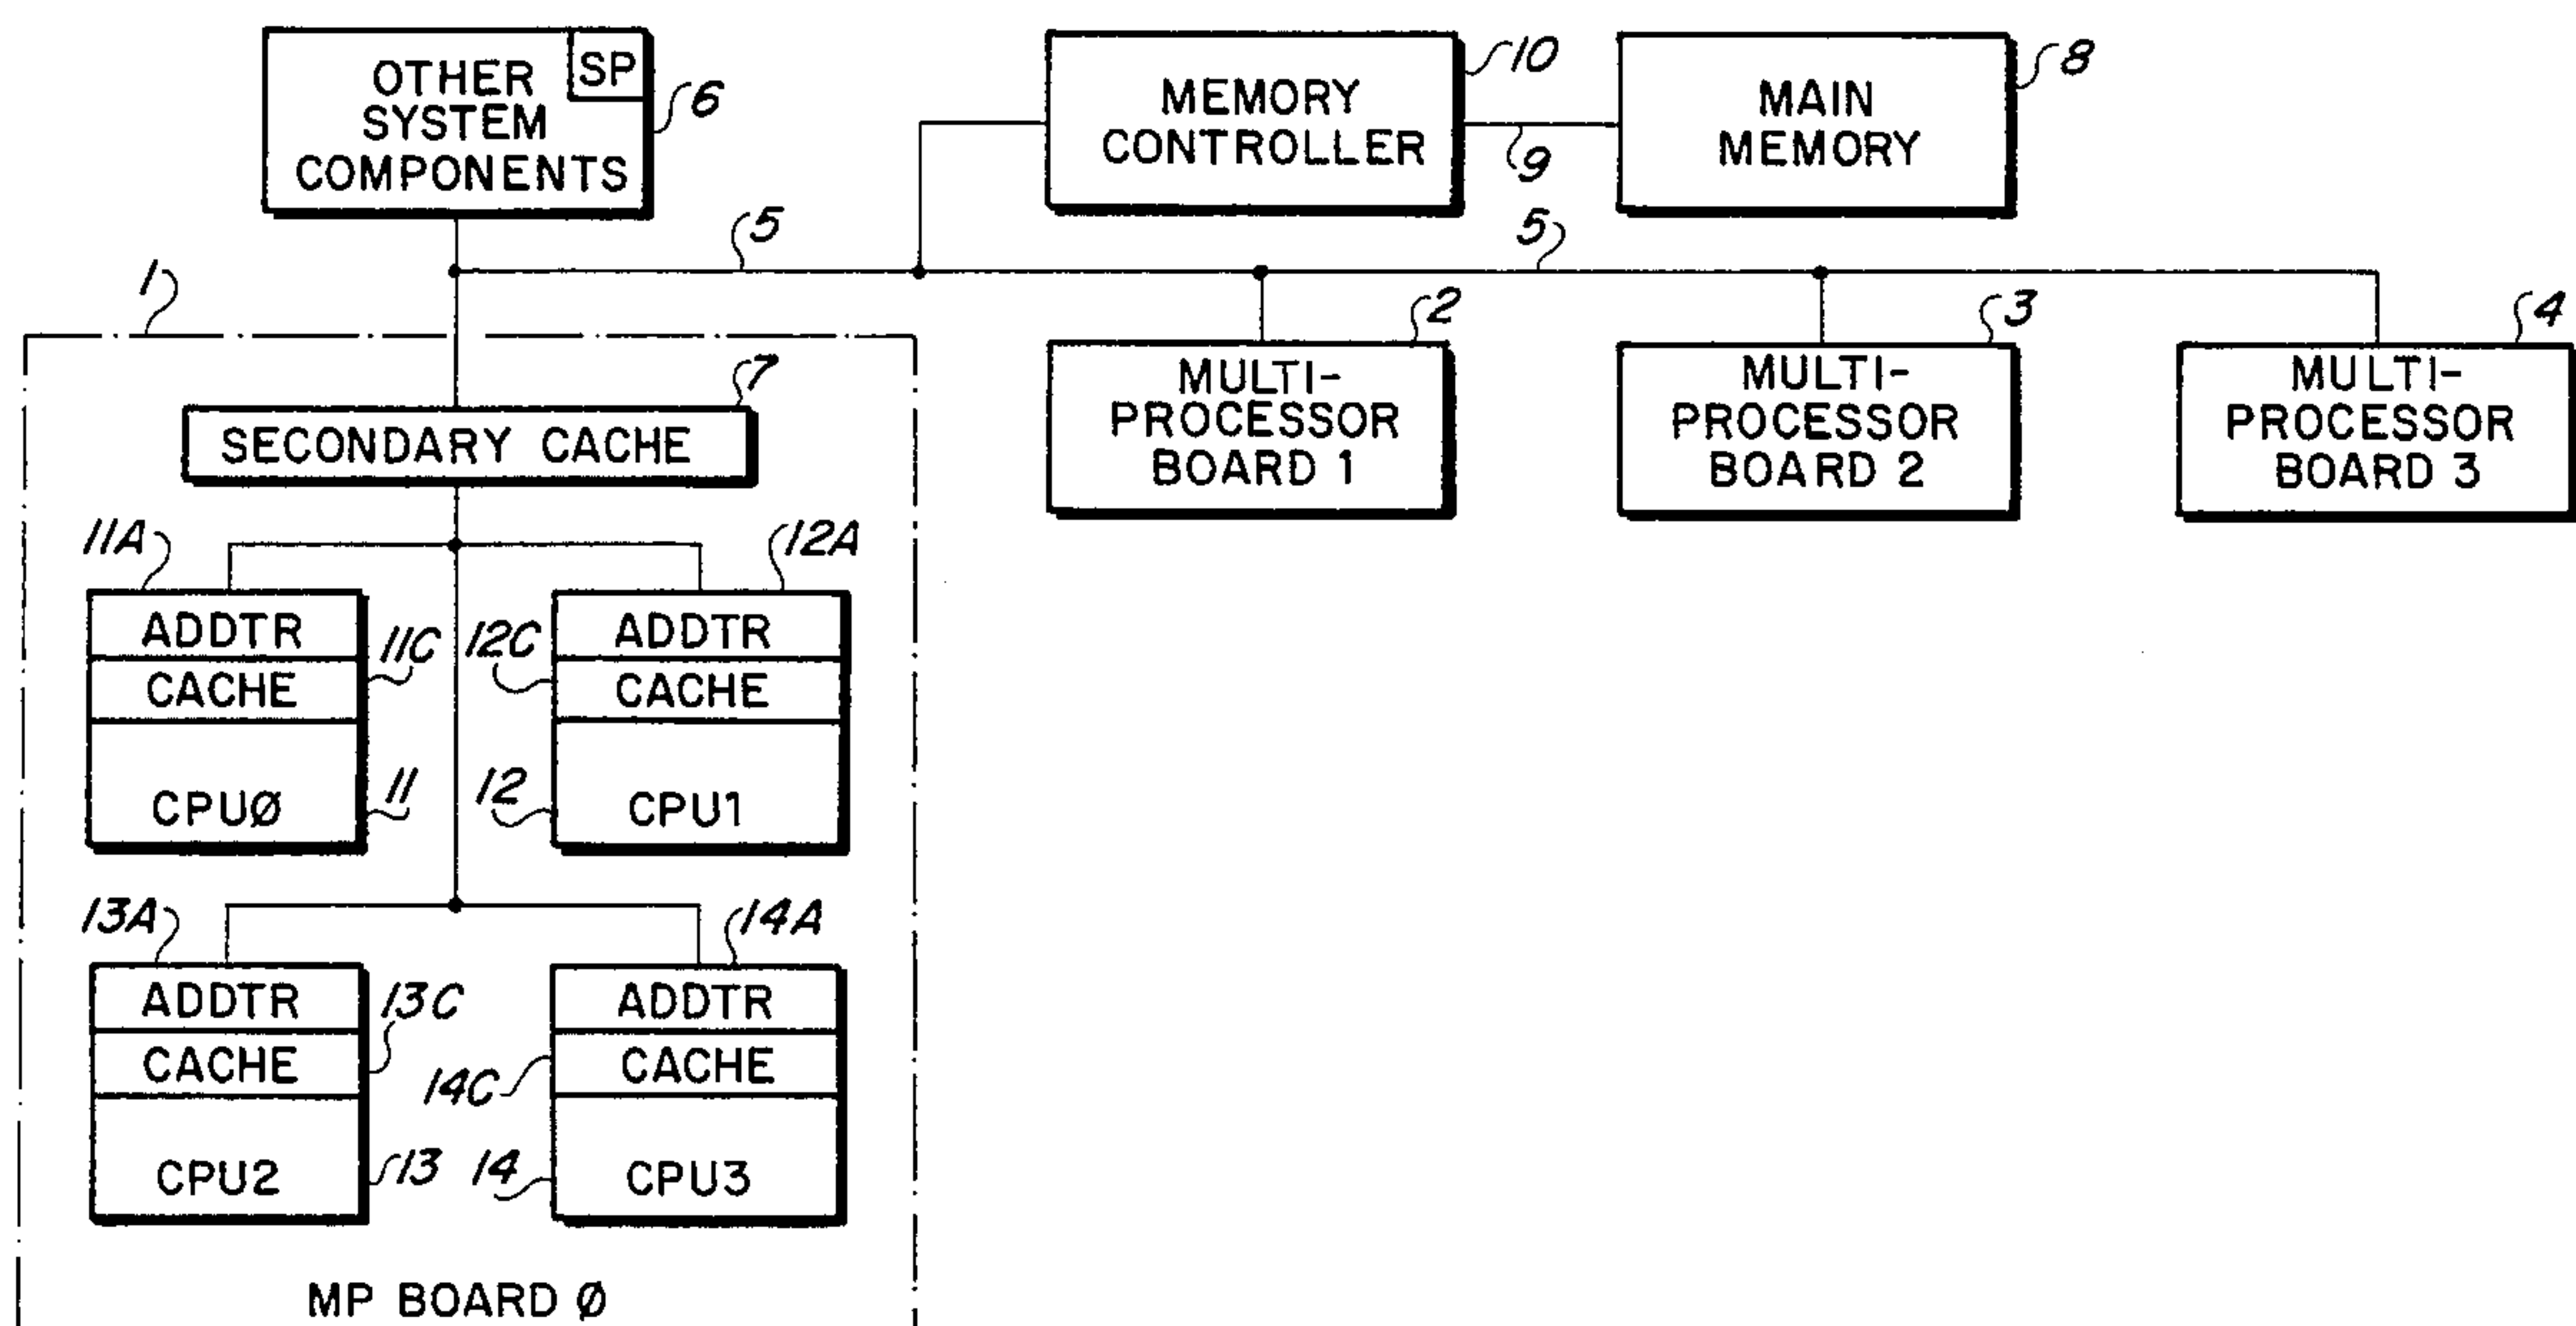 OTHER
SYSTEM
COMPONENTS
SP
6
MEMORY
CONTROLLER
10
9
MAIN
MEMORY
8
5
5
1
7
SECONDARY CACHE
2
MULTI-
PROCESSOR
BOARD 1
3
MULTI-
PROCESSOR
BOARD 2
4
MULTI-
PROCESSOR
BOARD 3
11A
ADDTR
11C
CACHE
CPUØ
11
12A
ADDTR
12C
CACHE
12
CPU1
13A
ADDTR
13C
CACHE
CPU2
13
14A
ADDTR
CACHE
14C
14
CPU3
MP BOARD Ø